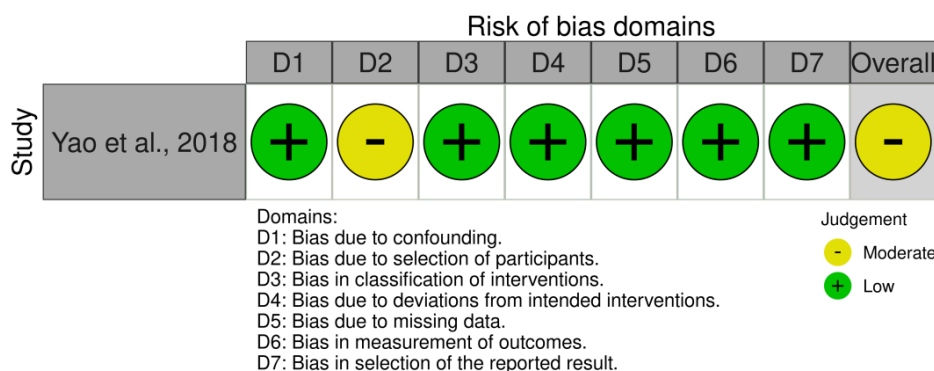 Risk of bias domains
D1 D2 D3 D4 D5 D6 D7 Overall
Study
Yao et al., 2018 + - + + + + + -
Domains:
D1: Bias due to confounding.
D2: Bias due to selection of participants.
D3: Bias in classification of interventions.
D4: Bias due to deviations from intended interventions.
D5: Bias due to missing data.
D6: Bias in measurement of outcomes.
D7: Bias in selection of the reported result.
Judgement
- Moderate
+ Low